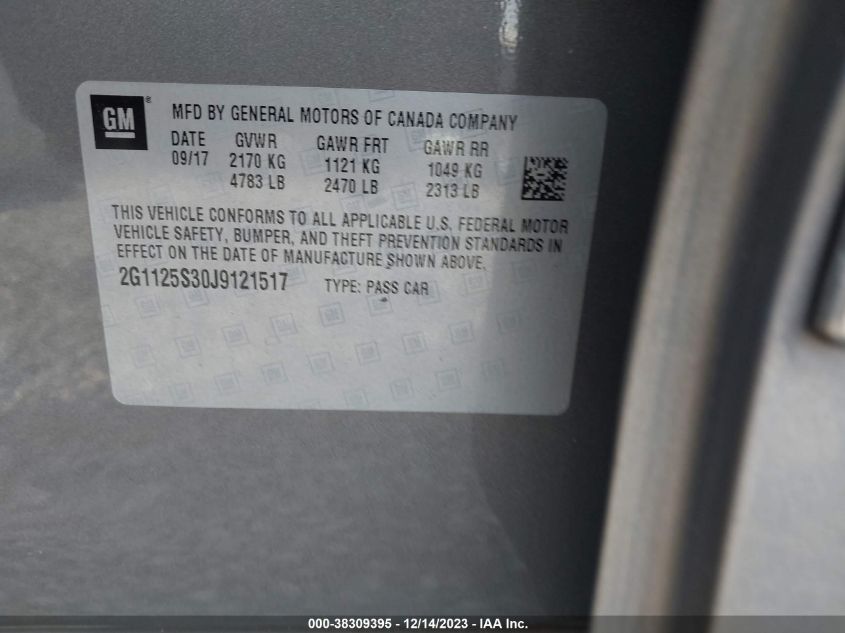 GM ®
MFD BY GENERAL MOTORS OF CANADA COMPANY
DATE GVWR GAWR FRT GAWR RR
09/17 2170 KG 1121 KG 1049 KG
4783 LB 2470 LB 2313 LB
THIS VEHICLE CONFORMS TO ALL APPLICABLE U.S. FEDERAL MOTOR
VEHICLE SAFETY, BUMPER, AND THEFT PREVENTION STANDARDS IN
EFFECT ON THE DATE OF MANUFACTURE SHOWN ABOVE.
2G1125S30J9121517 TYPE: PASS CAR
000-38309395 - 12/14/2023 - IAA Inc.